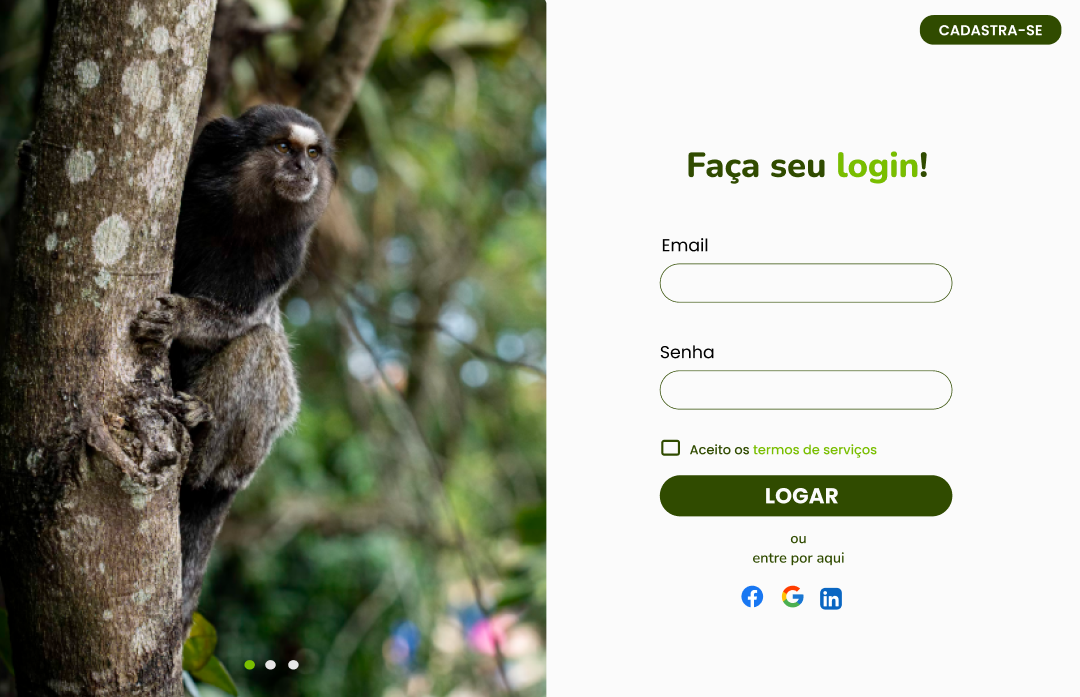 CADASTRA-SE
Faça seu login!
Email
Senha
Aceito os termos de serviços
LOGAR
ou
entre por aqui